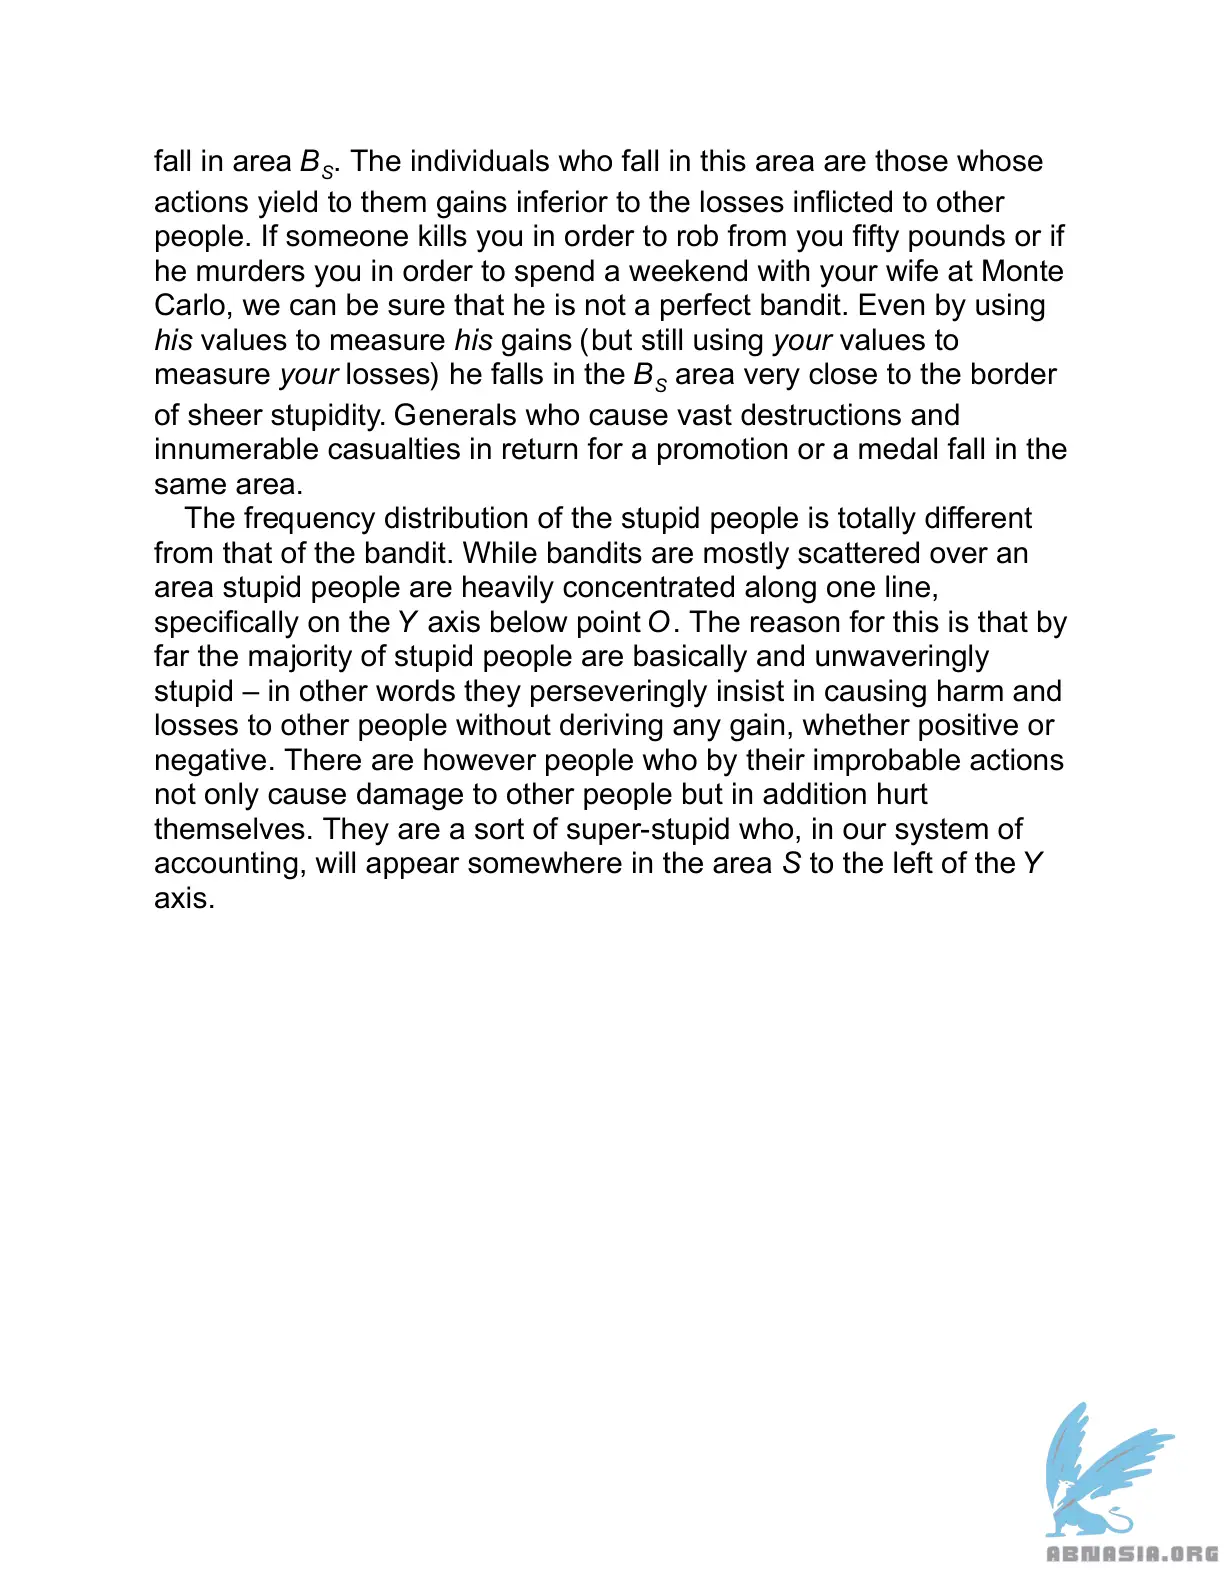 fall in area BS. The individuals who fall in this area are those whose
actions yield to them gains inferior to the losses inflicted to other
people. If someone kills you in order to rob from you fifty pounds or if
he murders you in order to spend a weekend with your wife at Monte
Carlo, we can be sure that he is not a perfect bandit. Even by using
his values to measure his gains (but still using your values to
measure your losses) he falls in the BS area very close to the border
of sheer stupidity. Generals who cause vast destructions and
innumerable casualties in return for a promotion or a medal fall in the
same area.
The frequency distribution of the stupid people is totally different
from that of the bandit. While bandits are mostly scattered over an
area stupid people are heavily concentrated along one line,
specifically on the Y axis below point O. The reason for this is that by
far the majority of stupid people are basically and unwaveringly
stupid – in other words they perseveringly insist in causing harm and
losses to other people without deriving any gain, whether positive or
negative. There are however people who by their improbable actions
not only cause damage to other people but in addition hurt
themselves. They are a sort of super-stupid who, in our system of
accounting, will appear somewhere in the area S to the left of the Y
axis.
ABNASIA.ORG